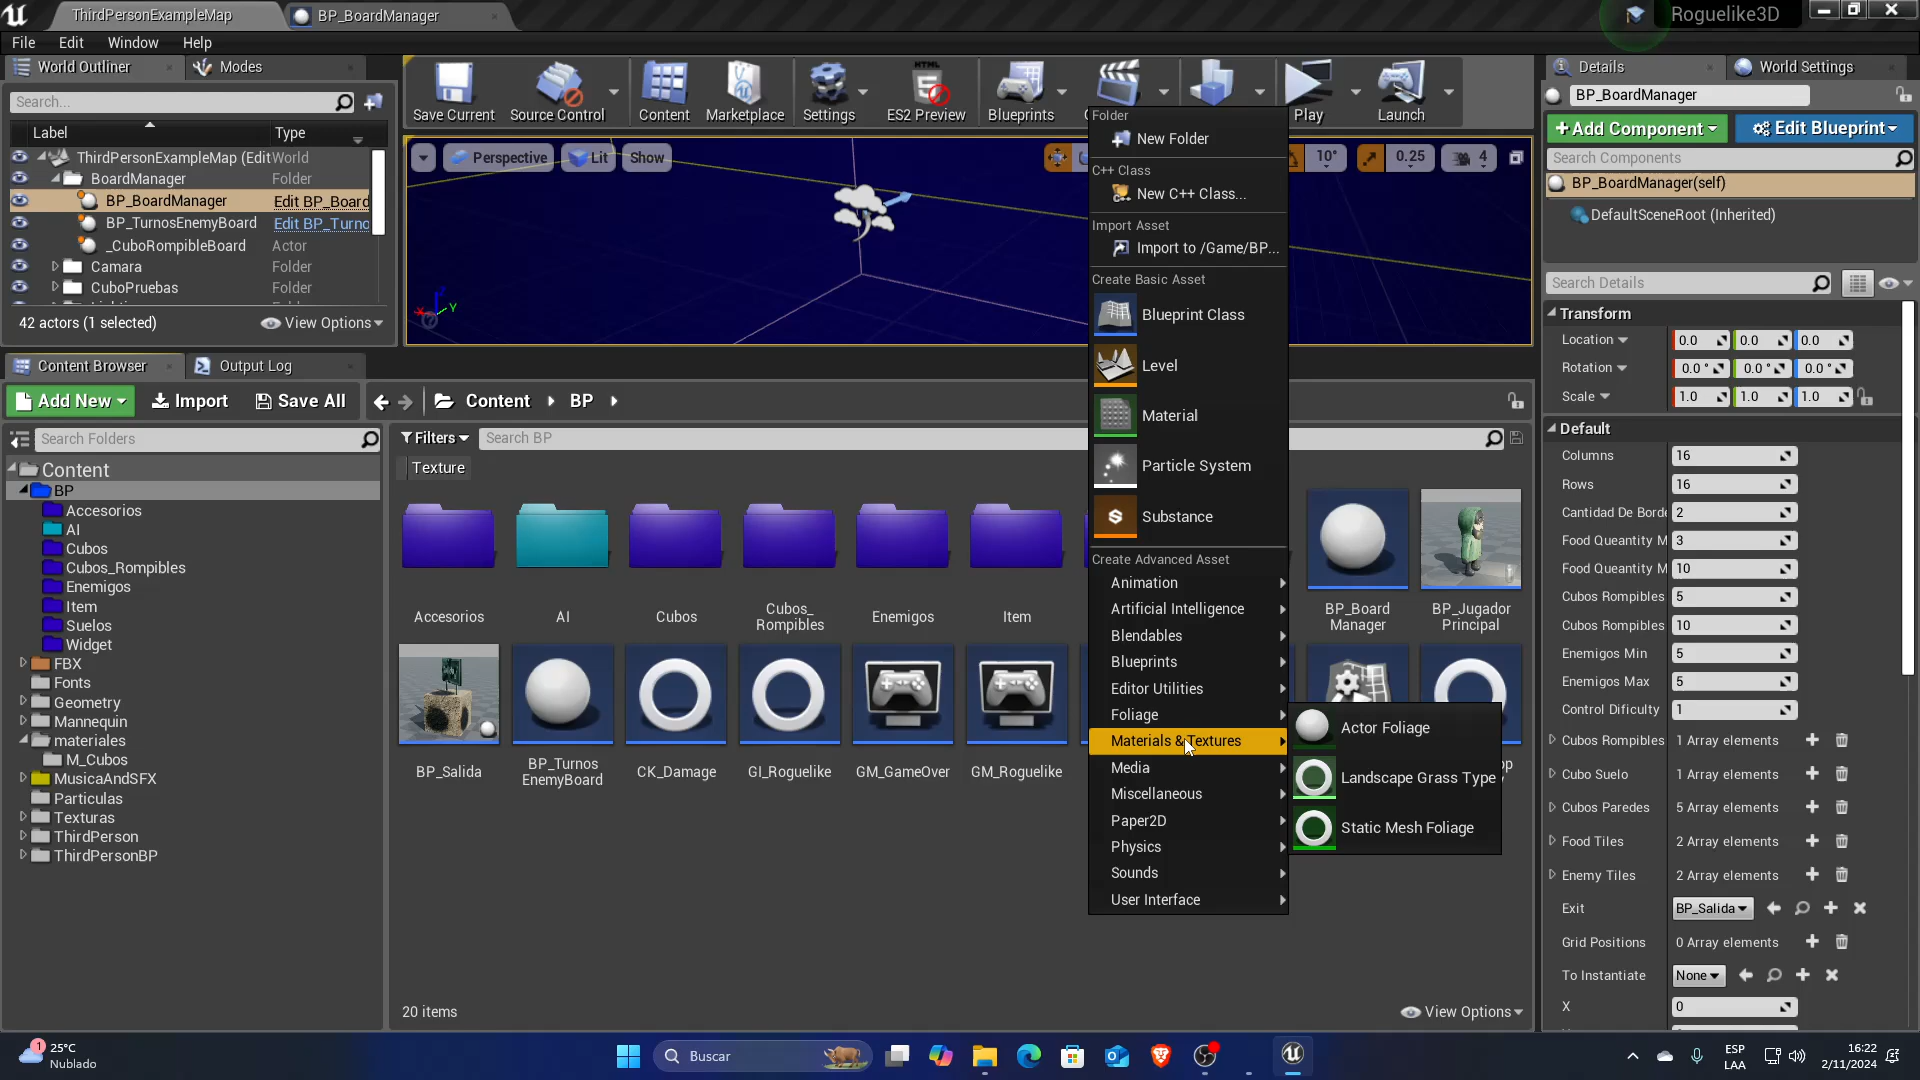 ThirdPersonExampleMap
BP_BoardManager
Roguelike3D
File
Edit
Window
Help
World Outliner
Modes
Search...
Label
Type
ThirdPersonExampleMap (Edit
World
BoardManager
Folder
BP_BoardManager
Edit BP_Board
BP_TurnosEnemyBoard
Edit BP_Turno
_CuboRompibleBoard
Actor
Camara
Folder
CuboPruebas
Folder
42 actors (1 selected)
View Options
Save Current
Source Control
Content
Marketplace
Settings
ES2 Preview
Blueprints
Play
Launch
Perspective
Lit
Show
10°
0.25
4
Folder
New Folder
C++ Class
New C++ Class...
Import Asset
Import to /Game/BP...
Create Basic Asset
Blueprint Class
Level
Material
Particle System
Substance
Create Advanced Asset
Animation
Artificial Intelligence
Blendables
Blueprints
Editor Utilities
Foliage
Materials & Textures
Media
Miscellaneous
Paper2D
Physics
Sounds
User Interface
Actor Foliage
Landscape Grass Type
Static Mesh Foliage
Content Browser
Output Log
Add New
Import
Save All
Content
BP
Search Folders
Filters
Search BP
Texture
Content
BP
Accesorios
AI
Cubos
Cubos_Rompibles
Enemigos
Item
Suelos
Widget
FBX
Fonts
Geometry
Mannequin
materiales
M_Cubos
MusicaAndSFX
Particulas
Texturas
ThirdPerson
ThirdPersonBP
Accesorios
AI
Cubos
Cubos_
Rompibles
Enemigos
Item
BP_Board
Manager
BP_Jugador
Principal
BP_Salida
BP_Turnos
EnemyBoard
CK_Damage
GI_Roguelike
GM_GameOver
GM_Roguelike
20 items
View Options
Details
World Settings
BP_BoardManager
+Add Component
Edit Blueprint
Search Components
BP_BoardManager(self)
DefaultSceneRoot (Inherited)
Search Details
Transform
Location
0.0
0.0
0.0
Rotation
0.0 °
0.0 °
0.0 °
Scale
1.0
1.0
1.0
Default
Columns
16
Rows
16
Cantidad De Borde
2
Food Queantity M
3
Food Queantity M
10
Cubos Rompibles
5
Cubos Rompibles
10
Enemigos Min
5
Enemigos Max
5
Control Dificulty
1
Cubos Rompibles
1 Array elements
Cubo Suelo
1 Array elements
Cubos Paredes
5 Array elements
Food Tiles
2 Array elements
Enemy Tiles
2 Array elements
Exit
BP_Salida
Grid Positions
0 Array elements
To Instantiate
None
X
0
1
25°C
Nublado
Buscar
ESP
LAA
16:22
2/11/2024